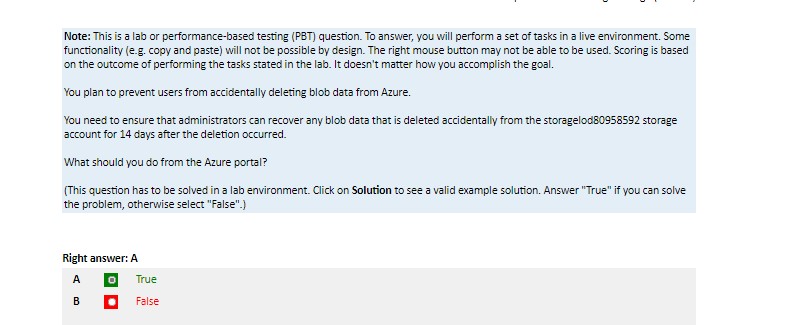 Note: This is a lab or performance-based testing (PBT) question. To answer, you will perform a set of tasks in a live environment. Some
functionality (e.g. copy and paste) will not be possible by design. The right mouse button may not be able to be used. Scoring is based
on the outcome of performing the tasks stated in the lab. It doesn't matter how you accomplish the goal.
You plan to prevent users from accidentally deleting blob data from Azure.
You need to ensure that administrators can recover any blob data that is deleted accidentally from the storagelod80958592 storage
account for 14 days after the deletion occurred.
What should you do from the Azure portal?
(This question has to be solved in a lab environment. Click on Solution to see a valid example solution. Answer "True" if you can solve
the problem, otherwise select "False".)
Right answer: A
A True
B False